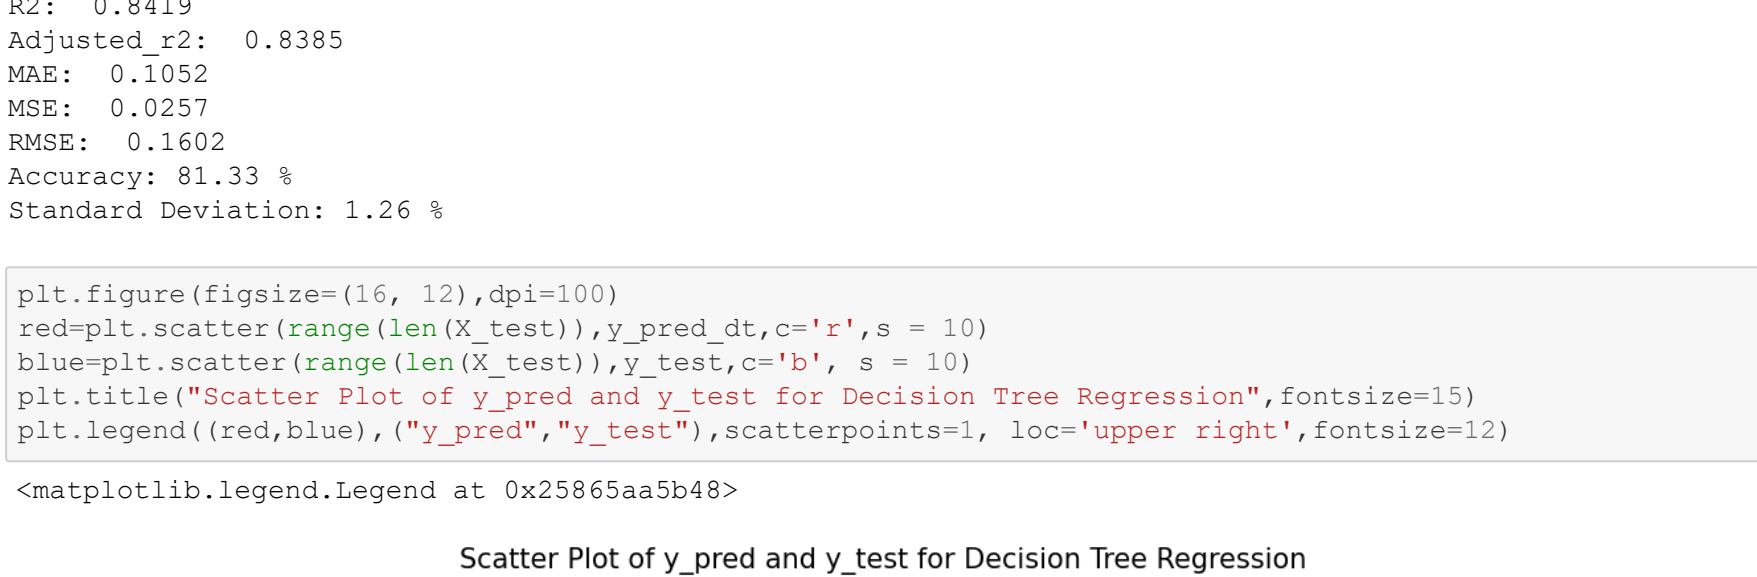 R2:  0.8419
Adjusted_r2:  0.8385
MAE:  0.1052
MSE:  0.0257
RMSE:  0.1602
Accuracy: 81.33 %
Standard Deviation: 1.26 %
plt.figure(figsize=(16, 12),dpi=100)
red=plt.scatter(range(len(X_test)),y_pred_dt,c='r',s = 10)
blue=plt.scatter(range(len(X_test)),y_test,c='b', s = 10)
plt.title("Scatter Plot of y_pred and y_test for Decision Tree Regression",fontsize=15)
plt.legend((red,blue),("y_pred","y_test"),scatterpoints=1, loc='upper right',fontsize=12)
<matplotlib.legend.Legend at 0x25865aa5b48>
Scatter Plot of y_pred and y_test for Decision Tree Regression